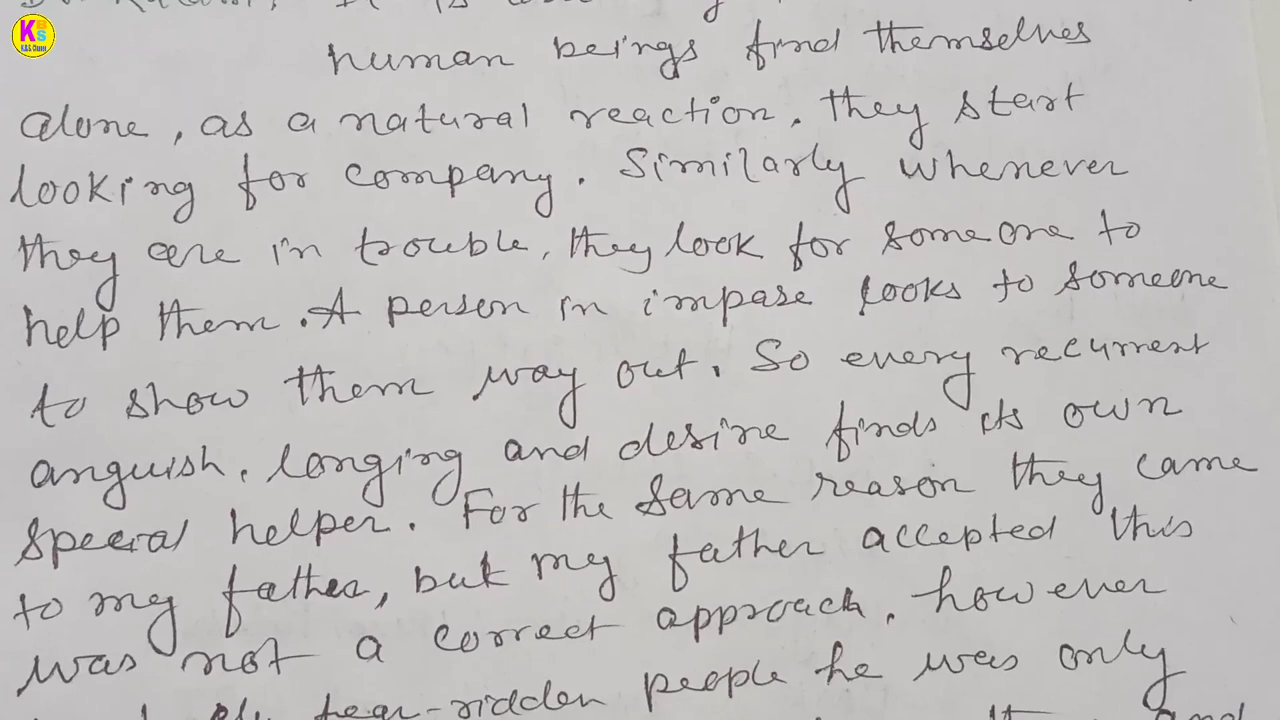 human beings find themselves
alone, as a natural reaction, they start
looking for company. Similarly whenever
they are in trouble, they look for someone to
help them. A person in impase looks to someone
to show them way out. So every recurrent
anguish, longing and desire finds its own
special helper. For the same reason they came
to my father, but my father accepted this
was not a correct approach, however
fear-ridden people he was only
and